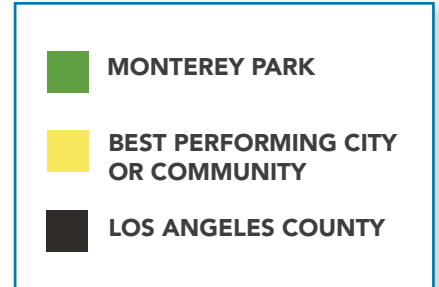 MONTEREY PARK
BEST PERFORMING CITY
OR COMMUNITY
LOS ANGELES COUNTY